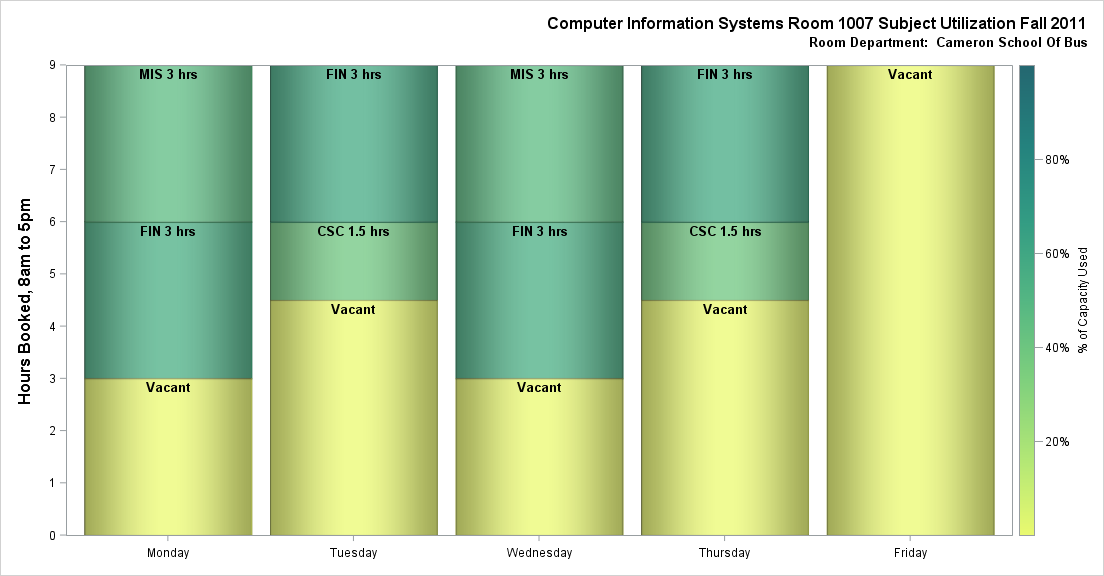 Computer Information Systems Room 1007 Subject Utilization Fall 2011
Room Department: Cameron School Of Bus
Hours Booked, 8am to 5pm
9
8
7
6
5
4
3
2
1
0
MIS 3 hrs
FIN 3 hrs
Vacant
FIN 3 hrs
CSC 1.5 hrs
Vacant
MIS 3 hrs
FIN 3 hrs
Vacant
FIN 3 hrs
CSC 1.5 hrs
Vacant
Vacant
Monday
Tuesday
Wednesday
Thursday
Friday
80%
60%
40%
20%
% of Capacity Used